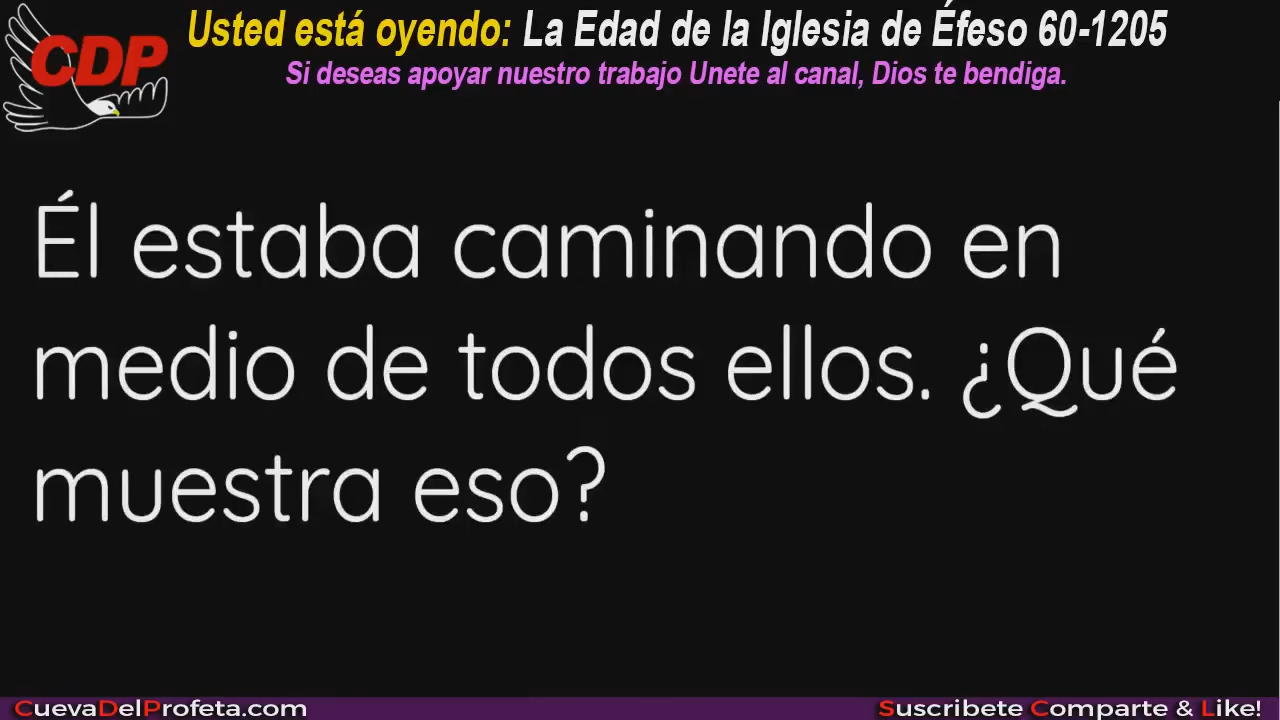 CDP
Usted está oyendo: La Edad de la Iglesia de Éfeso 60-1205
Si deseas apoyar nuestro trabajo Unete al canal, Dios te bendiga.
Él estaba caminando en
medio de todos ellos. ¿Qué
muestra eso?
CuevaDelProfeta.com
Suscribete Comparte & Like!